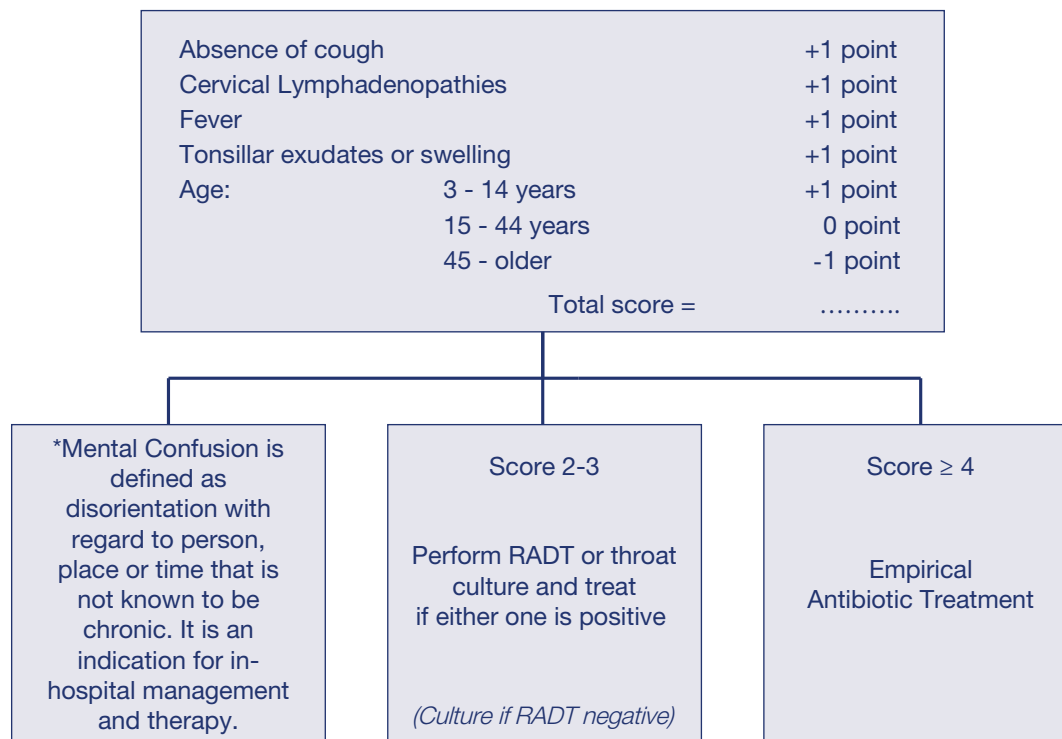 Absence of cough +1 point
Cervical Lymphadenopathies +1 point
Fever +1 point
Tonsillar exudates or swelling +1 point
Age: 3 - 14 years +1 point
15 - 44 years 0 point
45 - older -1 point
Total score = ..........
*Mental Confusion is
defined as
disorientation with
regard to person,
place or time that is
not known to be
chronic. It is an
indication for in-
hospital management
and therapy.
Score 2-3
Perform RADT or throat
culture and treat
if either one is positive
(Culture if RADT negative)
Score ≥ 4
Empirical
Antibiotic Treatment